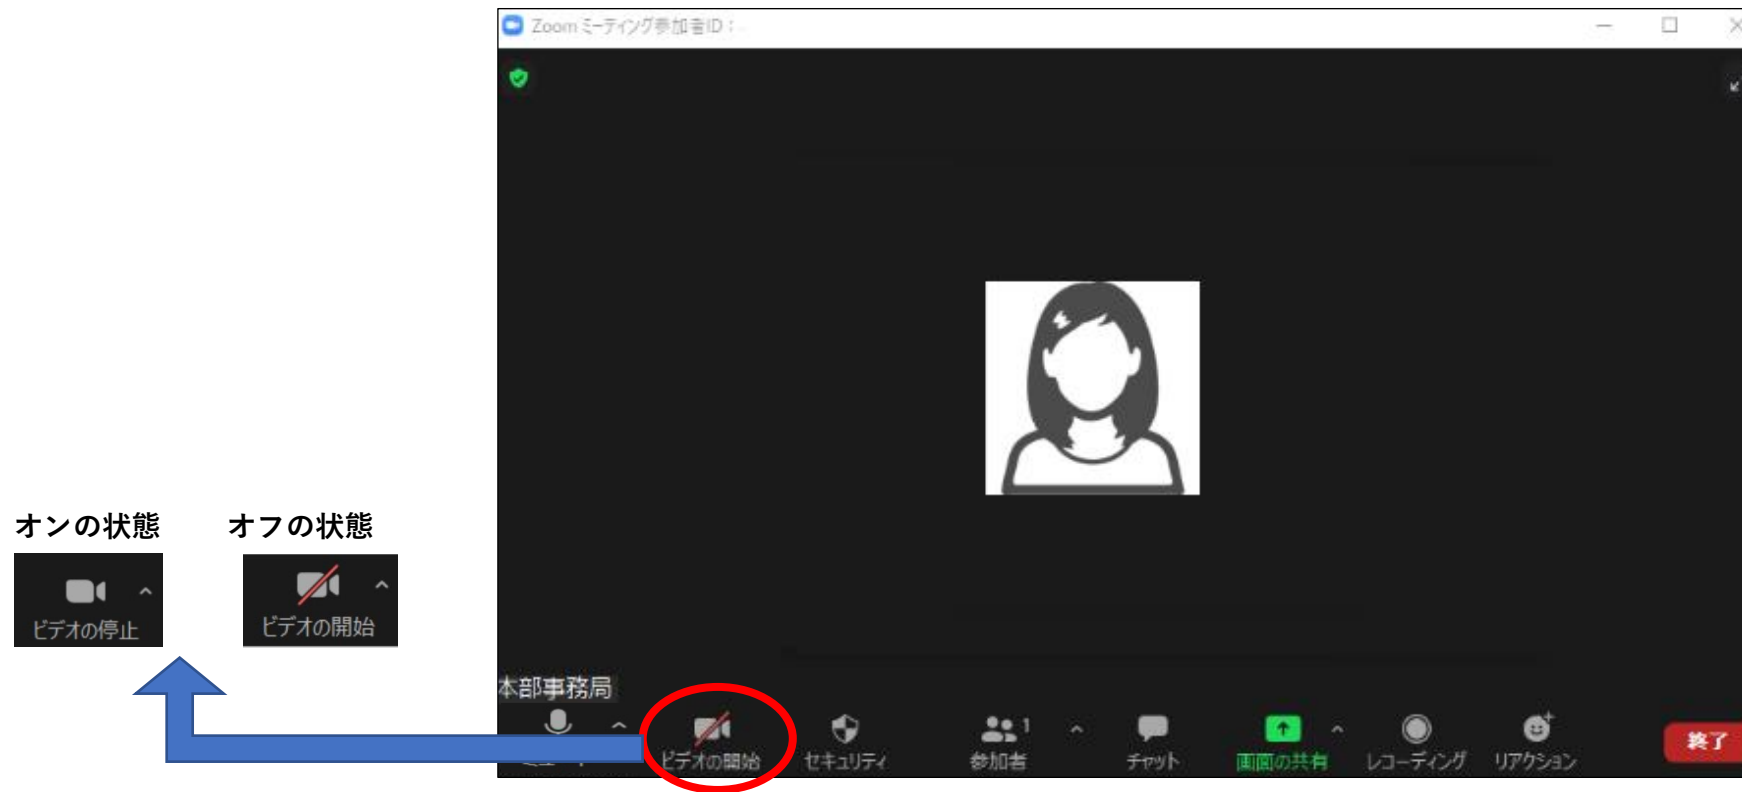 Zoom ミーティング参加者ID：
オンの状態 オフの状態
ビデオの停止 ビデオの開始
本部事務局
ビデオの開始 セキュリティ 参加者 1 チャット 画面の共有 レコーディング リアクション 終了